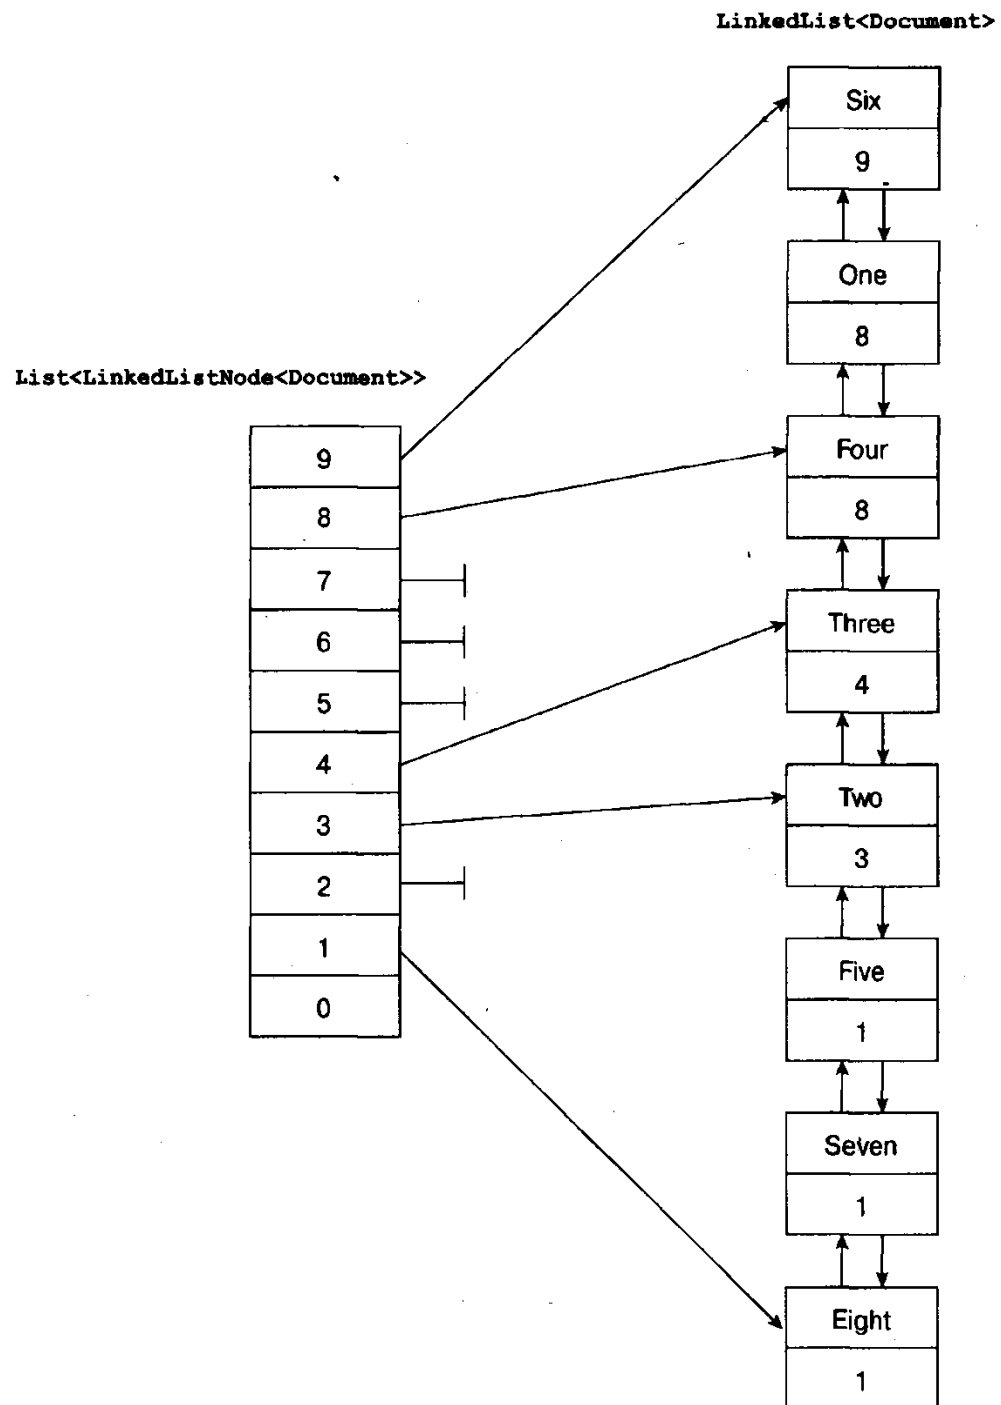 LinkedList<Document>
Six
9
One
8
List<LinkedListNode<Document>>
9
8
7
6
5
4
3
2
1
0
Four
8
Three
4
Two
3
Five
1
Seven
1
Eight
1